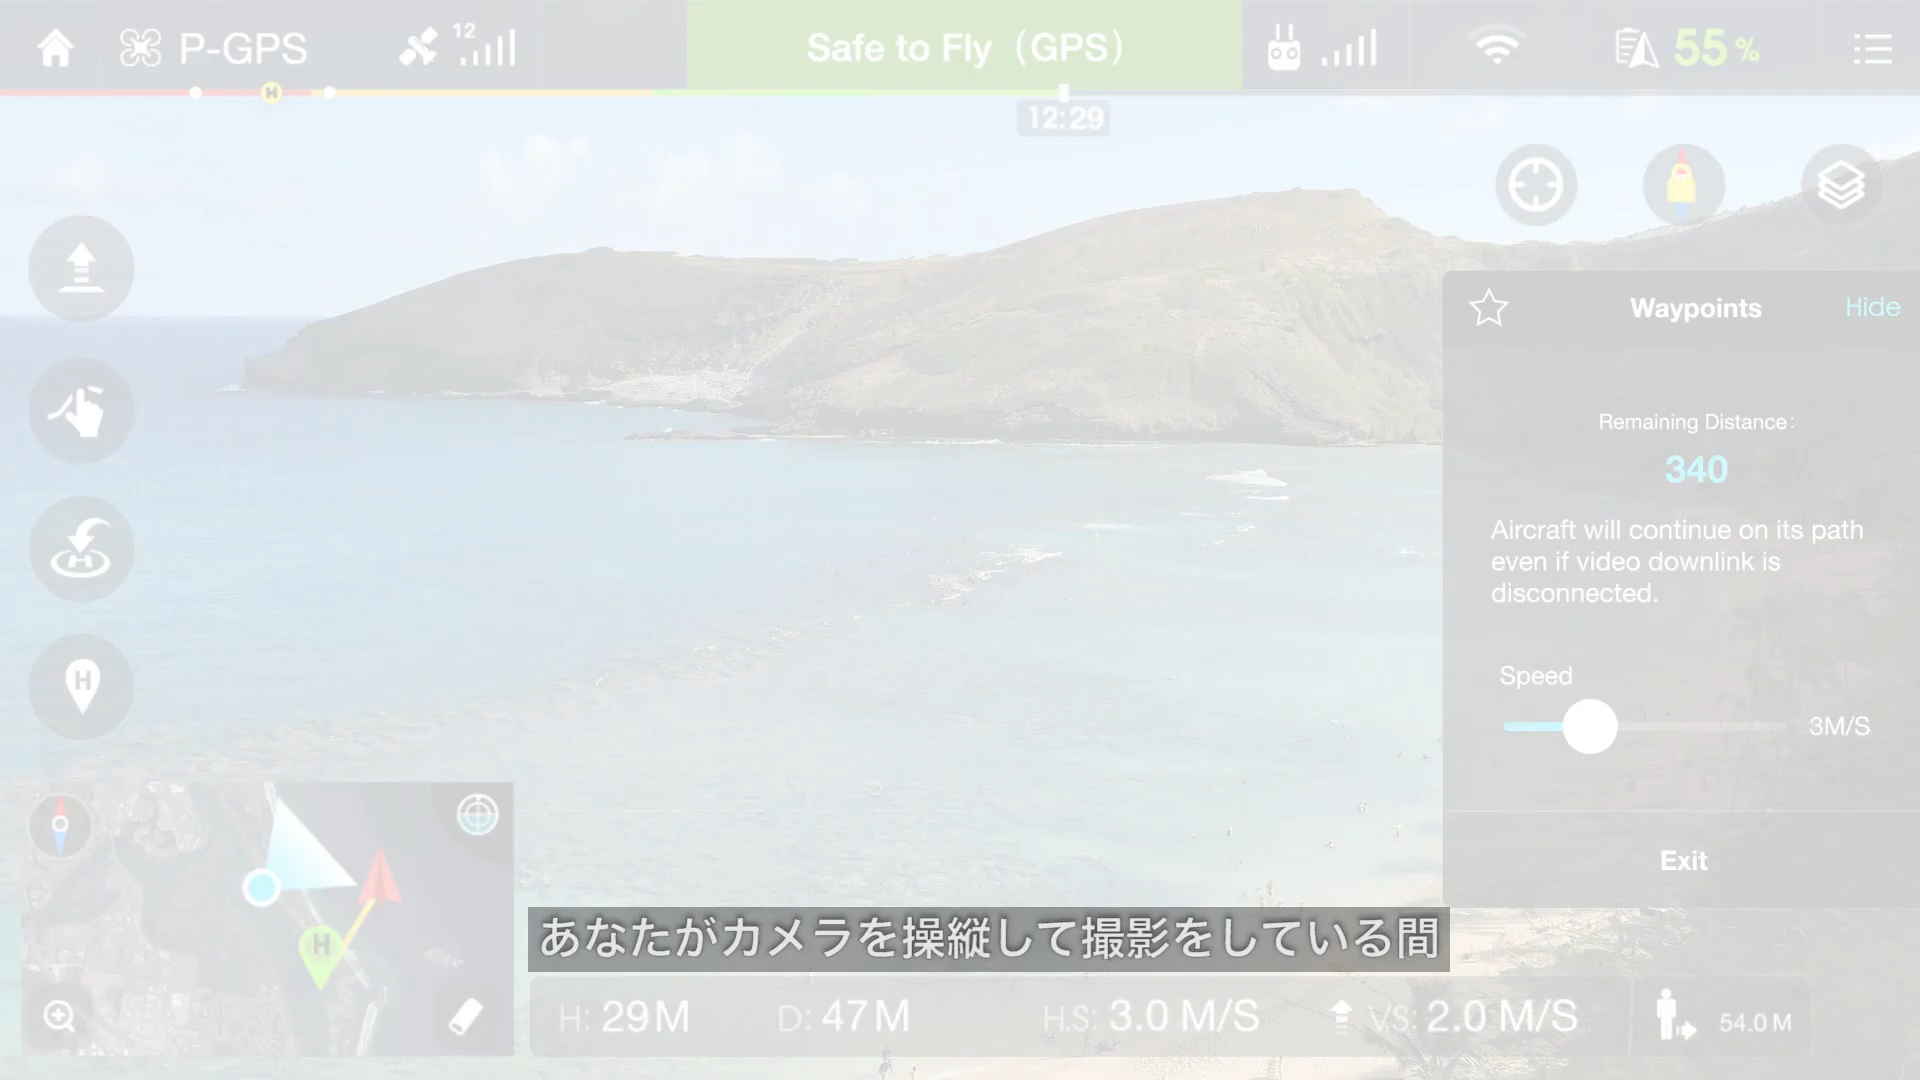 P-GPS
12
Safe to Fly（GPS）
55 %
H
12:29
Waypoints
Hide
Remaining Distance:
340
Aircraft will continue on its path
even if video downlink is
disconnected.
Speed
3M/S
Exit
H
H
H
あなたがカメラを操縦して撮影をしている間
H: 29M
D: 47M
H.S: 3.0 M/S
VS: 2.0 M/S
54.0 M